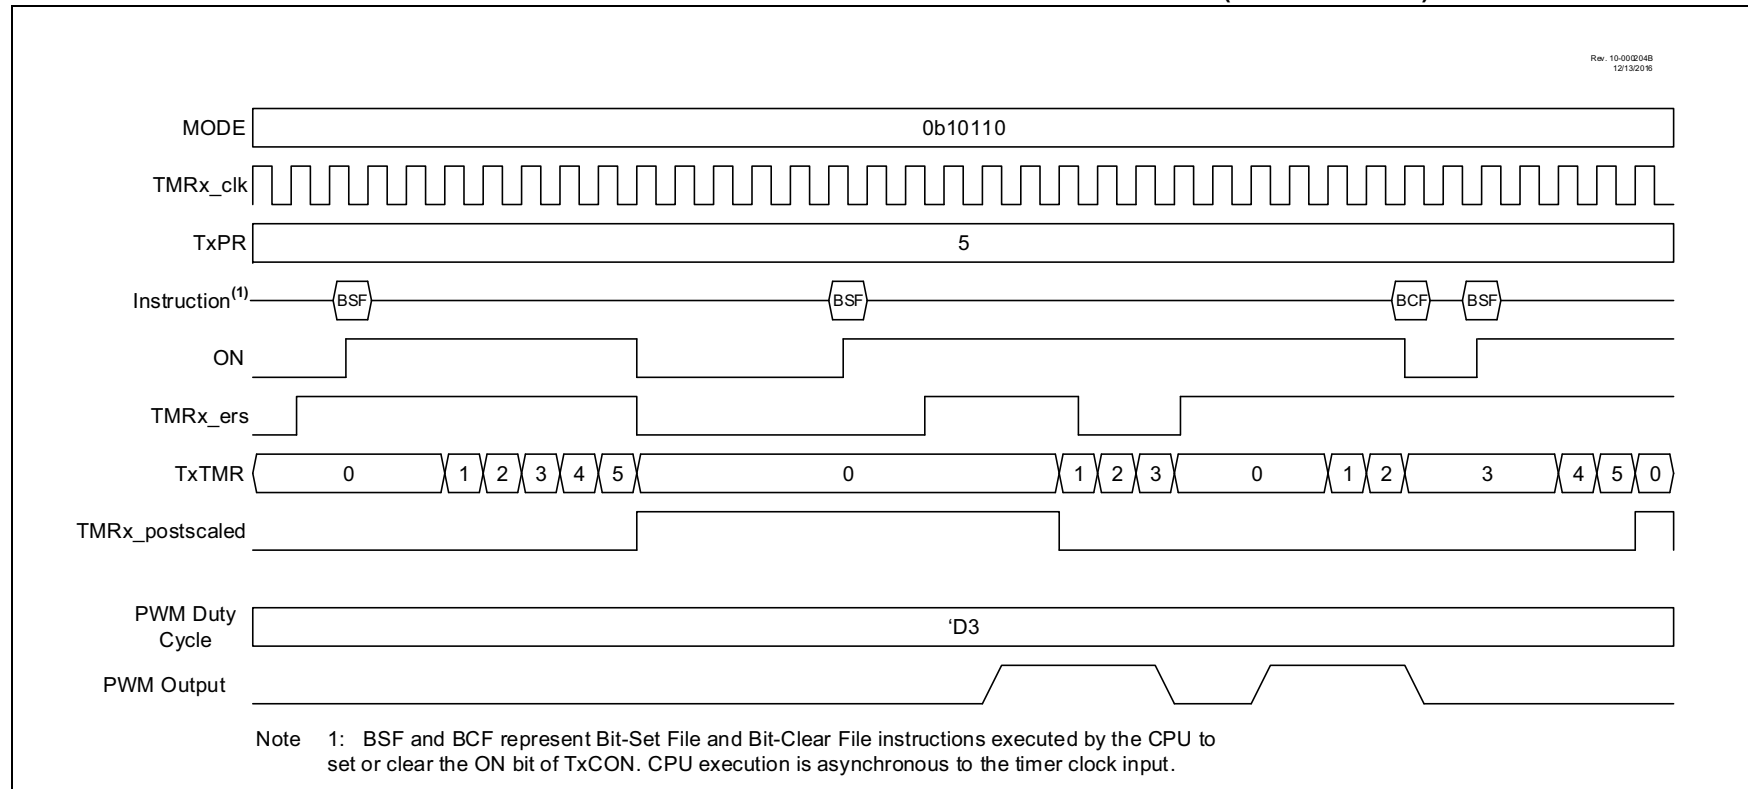 Rev. 10-000204B
12/13/2016
MODE 0b10110
TMRx_clk
TxPR 5
Instruction(1) BSF BSF BCF BSF
ON
TMRx_ers
TxTMR 0 1 2 3 4 5 0 1 2 3 0 1 2 3 4 5 0
TMRx_postscaled
PWM Duty
Cycle
‘D3
PWM Output
Note 1: BSF and BCF represent Bit-Set File and Bit-Clear File instructions executed by the CPU to
set or clear the ON bit of TxCON. CPU execution is asynchronous to the timer clock input.